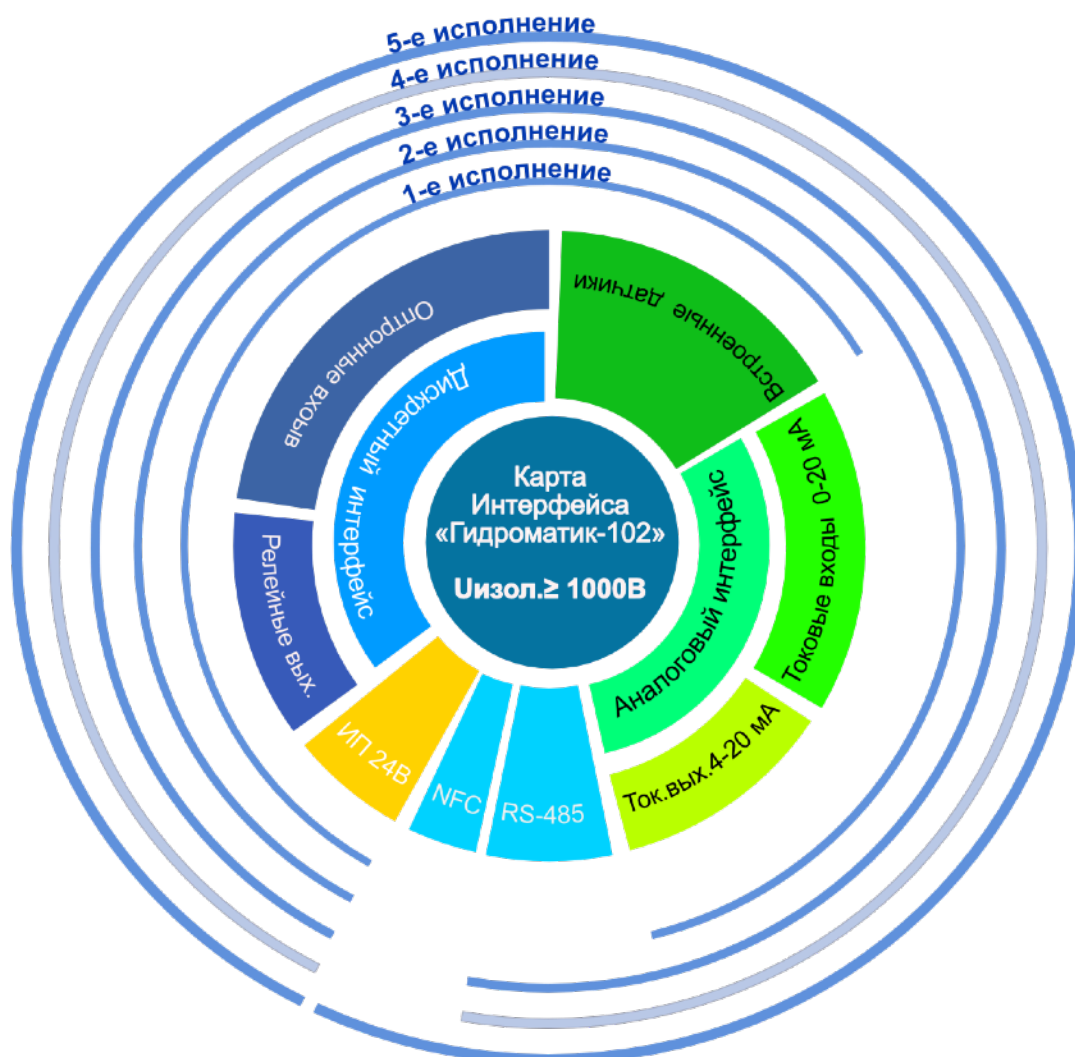 5-е исполнение
4-е исполнение
3-е исполнение
2-е исполнение
1-е исполнение
Оптронные вхоыв
Дискретный интерфейс
Релейные вых.
Встроенные датчики
Токовые входы 0-20 мА
Аналоговый интерфейс
Ток.вых.4-20 мА
Карта
Интерфейса
«Гидроматик-102»
Uизол.≥ 1000В
ИП 24В
NFC
RS-485